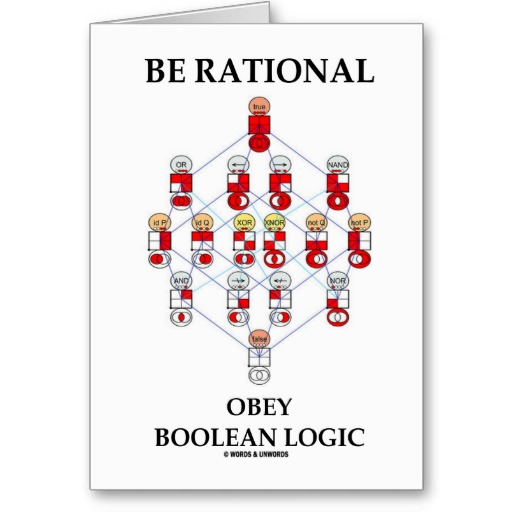 BE RATIONAL
true
OR ← → NAND
id P id Q XOR XNOR not Q not P
AND NOR
false
OBEY
BOOLEAN LOGIC
© WORDS & UNWORDS